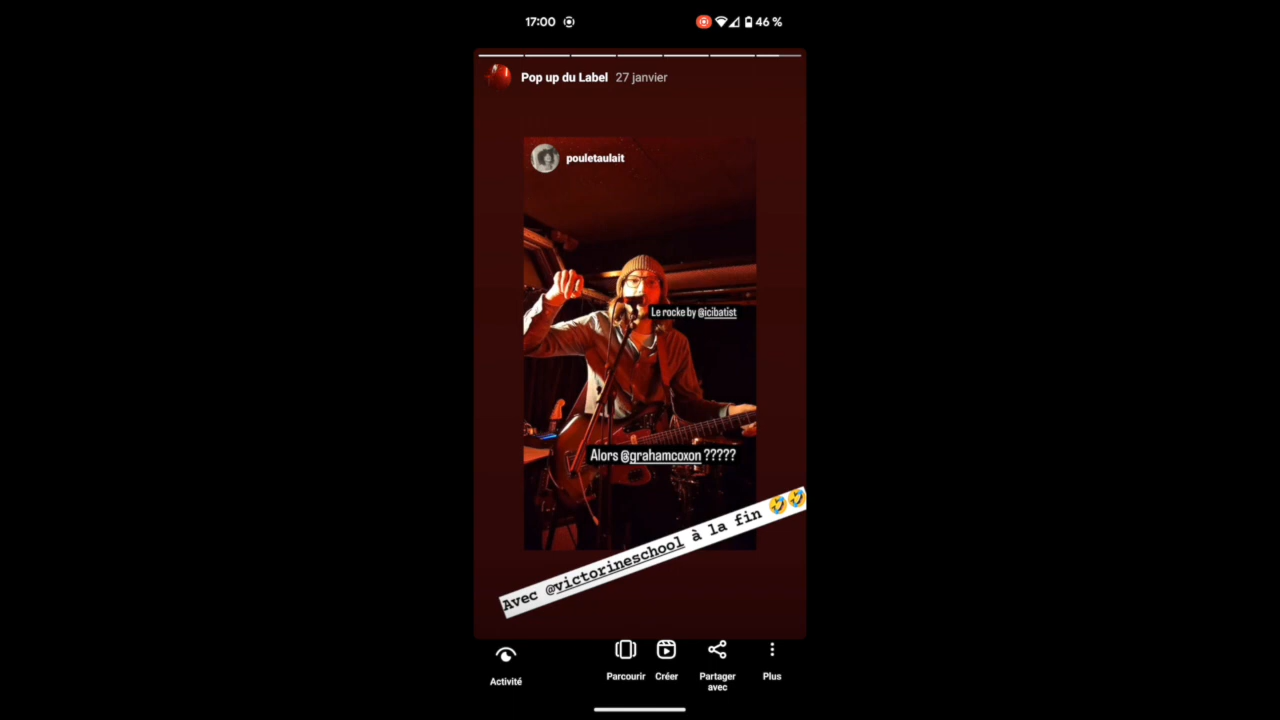 17:00
46 %
Pop up du Label 27 janvier
pouletaulait
Le rocke by @icibatist
Alors @grahamcoxon ?????
Avec @victorineschool à la fin 🤣🤣
Activité
Parcourir
Créer
Partager avec
Plus